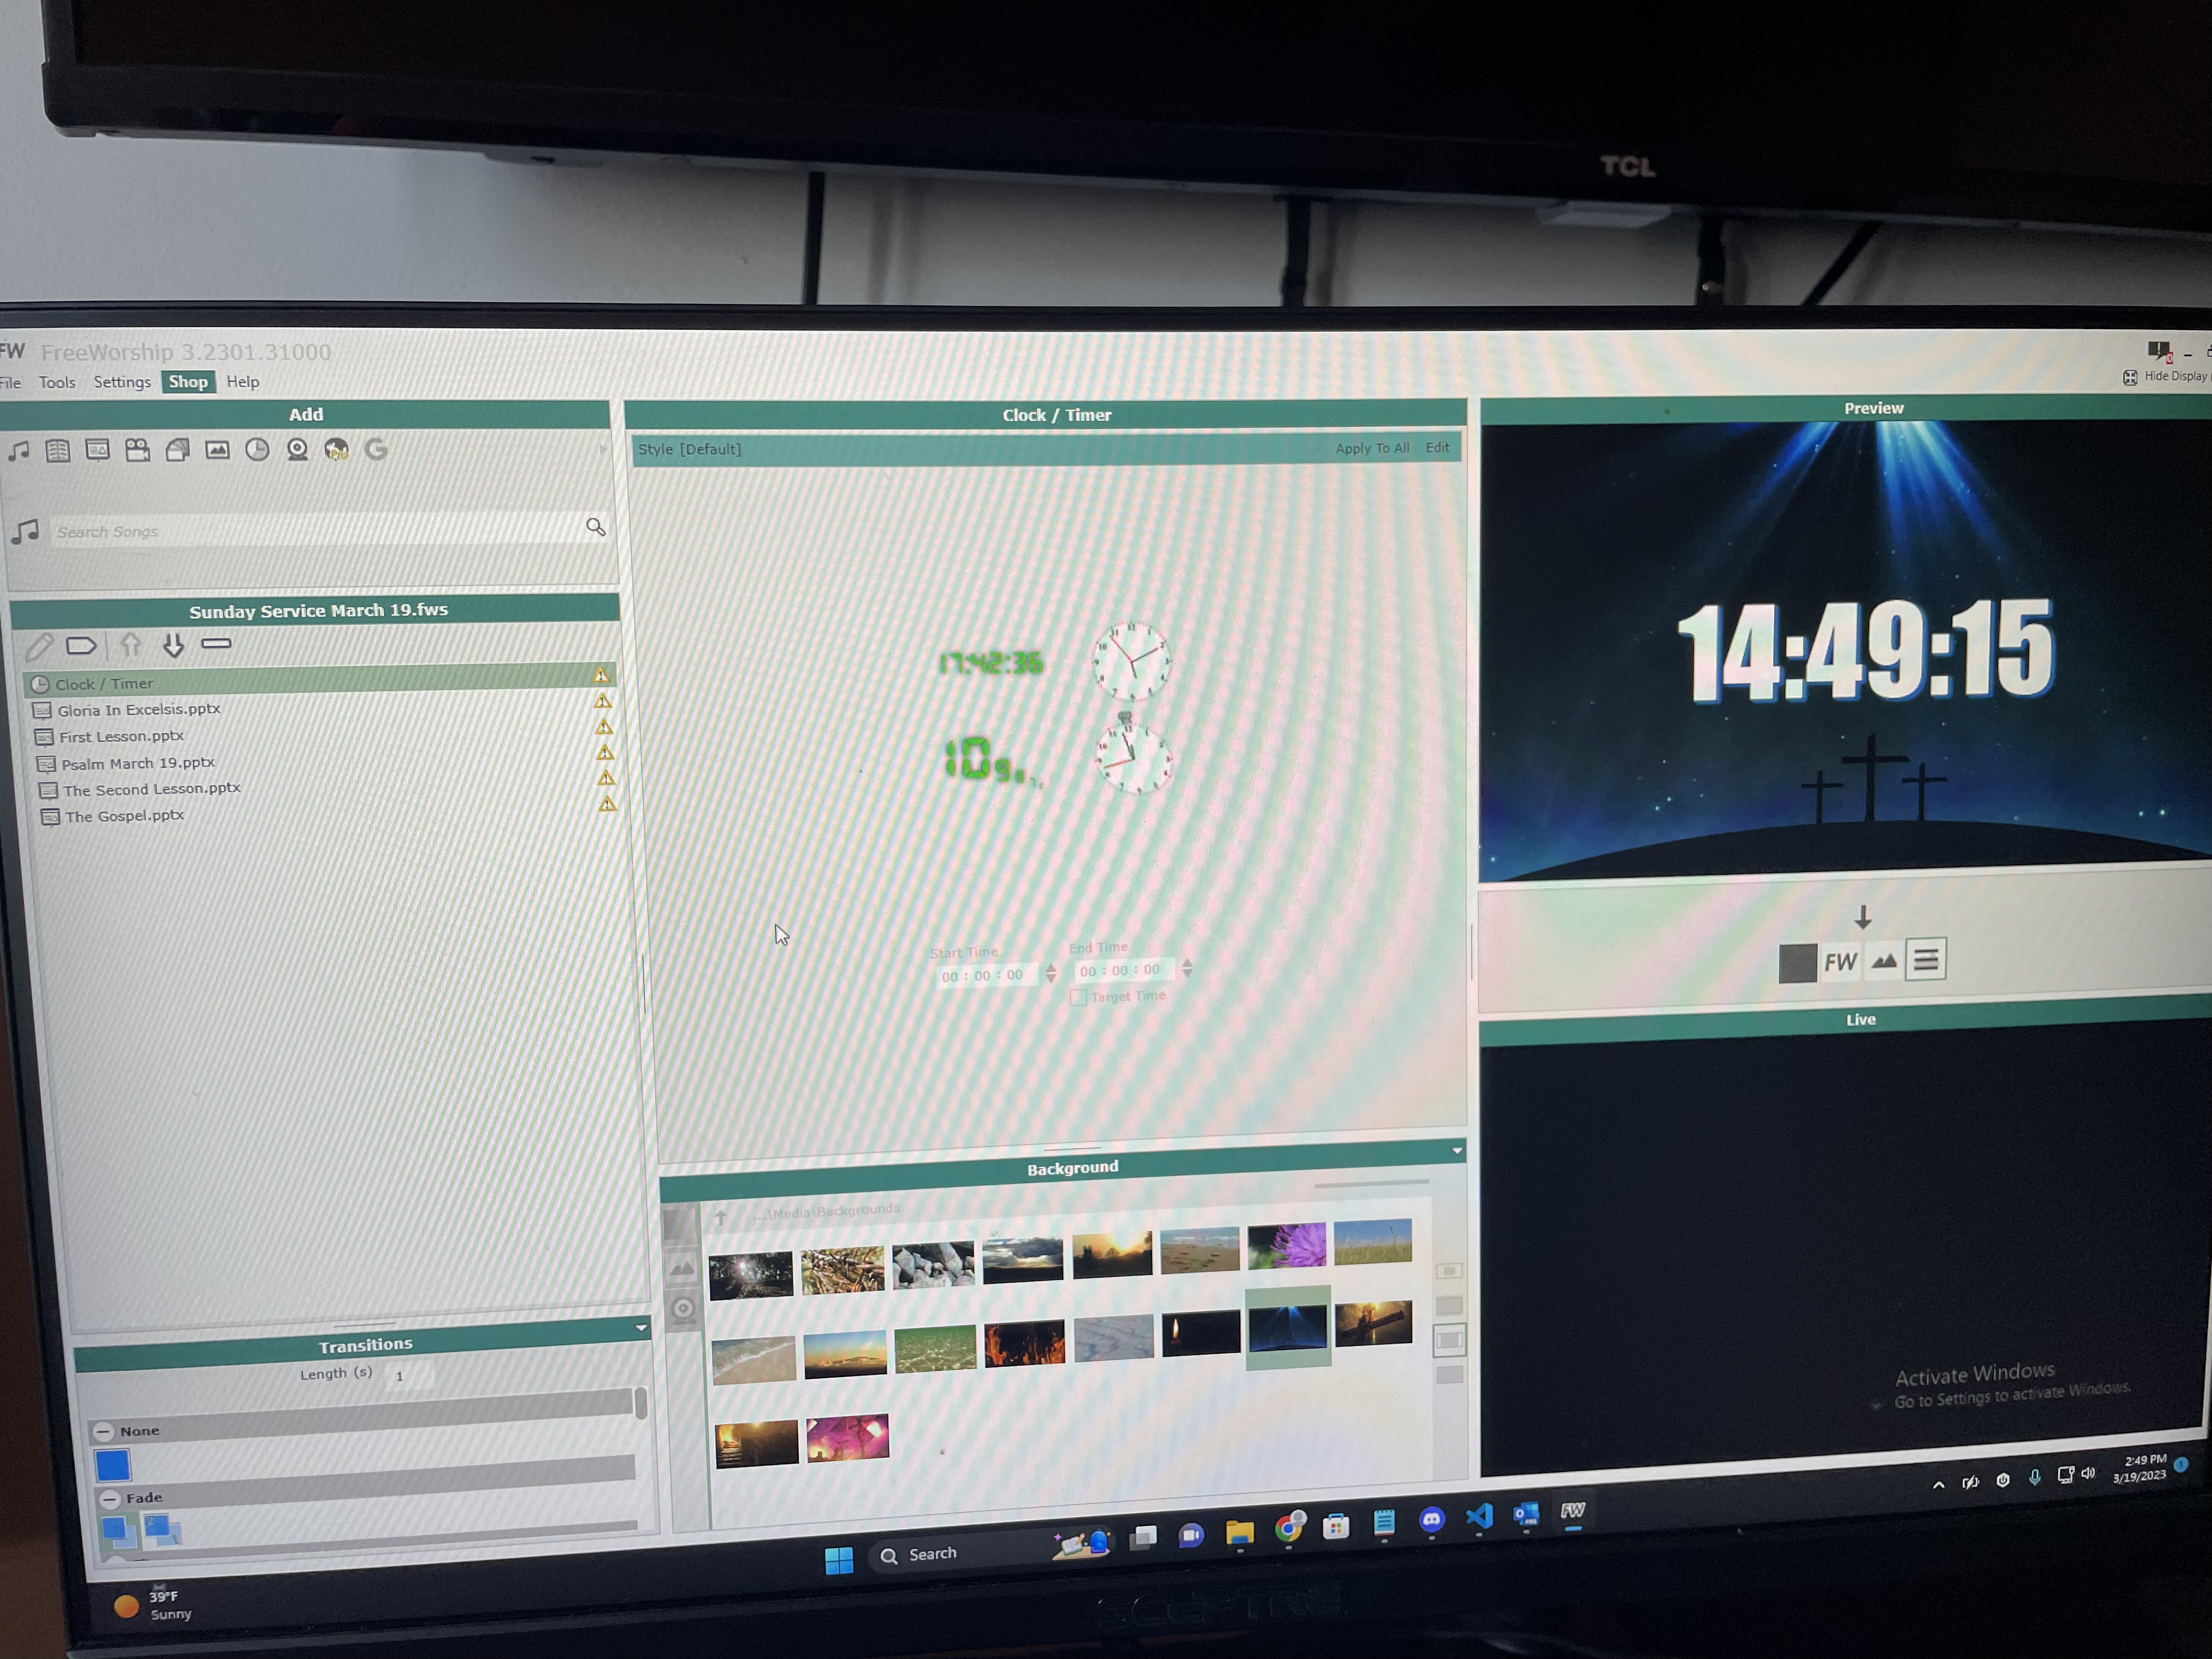 TCL
FW FreeWorship 3.2301.31000
File Tools Settings Shop Help
Hide Display
Add
Search Songs
Sunday Service March 19.fws
Clock / Timer
Gloria In Excelsis.pptx
First Lesson.pptx
Psalm March 19.pptx
The Second Lesson.pptx
The Gospel.pptx
Transitions
Length (s) 1
None
Fade
Clock / Timer
Style [Default] Apply To All Edit
17:42:36
10
Start Time End Time
00 : 00 : 00 00 : 00 : 00
Target Time
Background
...\Media\Backgrounds
Preview
14:49:15
FW
Live
Activate Windows
Go to Settings to activate Windows.
39°F
Sunny
Search
FW
2:49 PM
3/19/2023
SCEPTRE